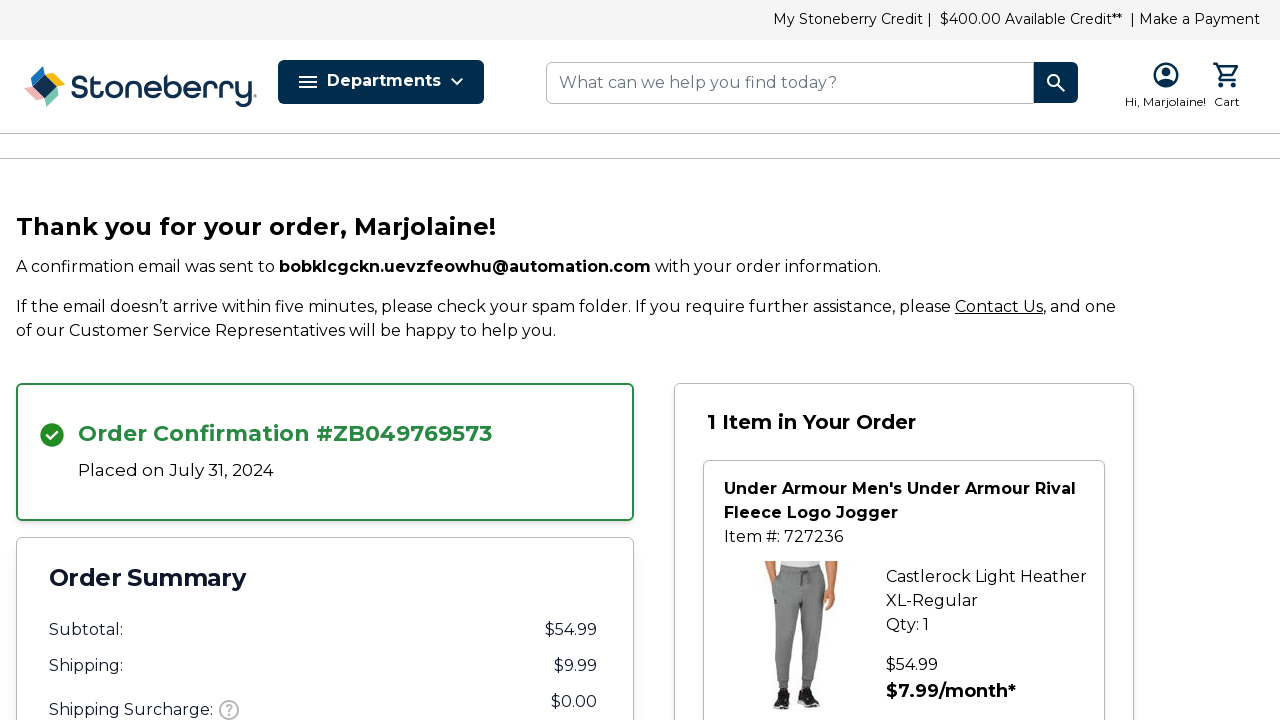 My Stoneberry Credit | $400.00 Available Credit** | Make a Payment
Stoneberry
Departments
What can we help you find today?
Hi, Marjolaine!
Cart
Thank you for your order, Marjolaine!
A confirmation email was sent to bobklcgckn.uevzfeowhu@automation.com with your order information.
If the email doesn’t arrive within five minutes, please check your spam folder. If you require further assistance, please Contact Us, and one
of our Customer Service Representatives will be happy to help you.
Order Confirmation #ZB049769573
Placed on July 31, 2024
Order Summary
Subtotal: $54.99
Shipping: $9.99
Shipping Surcharge: ? $0.00
1 Item in Your Order
Under Armour Men's Under Armour Rival
Fleece Logo Jogger
Item #: 727236
Castlerock Light Heather
XL-Regular
Qty: 1
$54.99
$7.99/month*